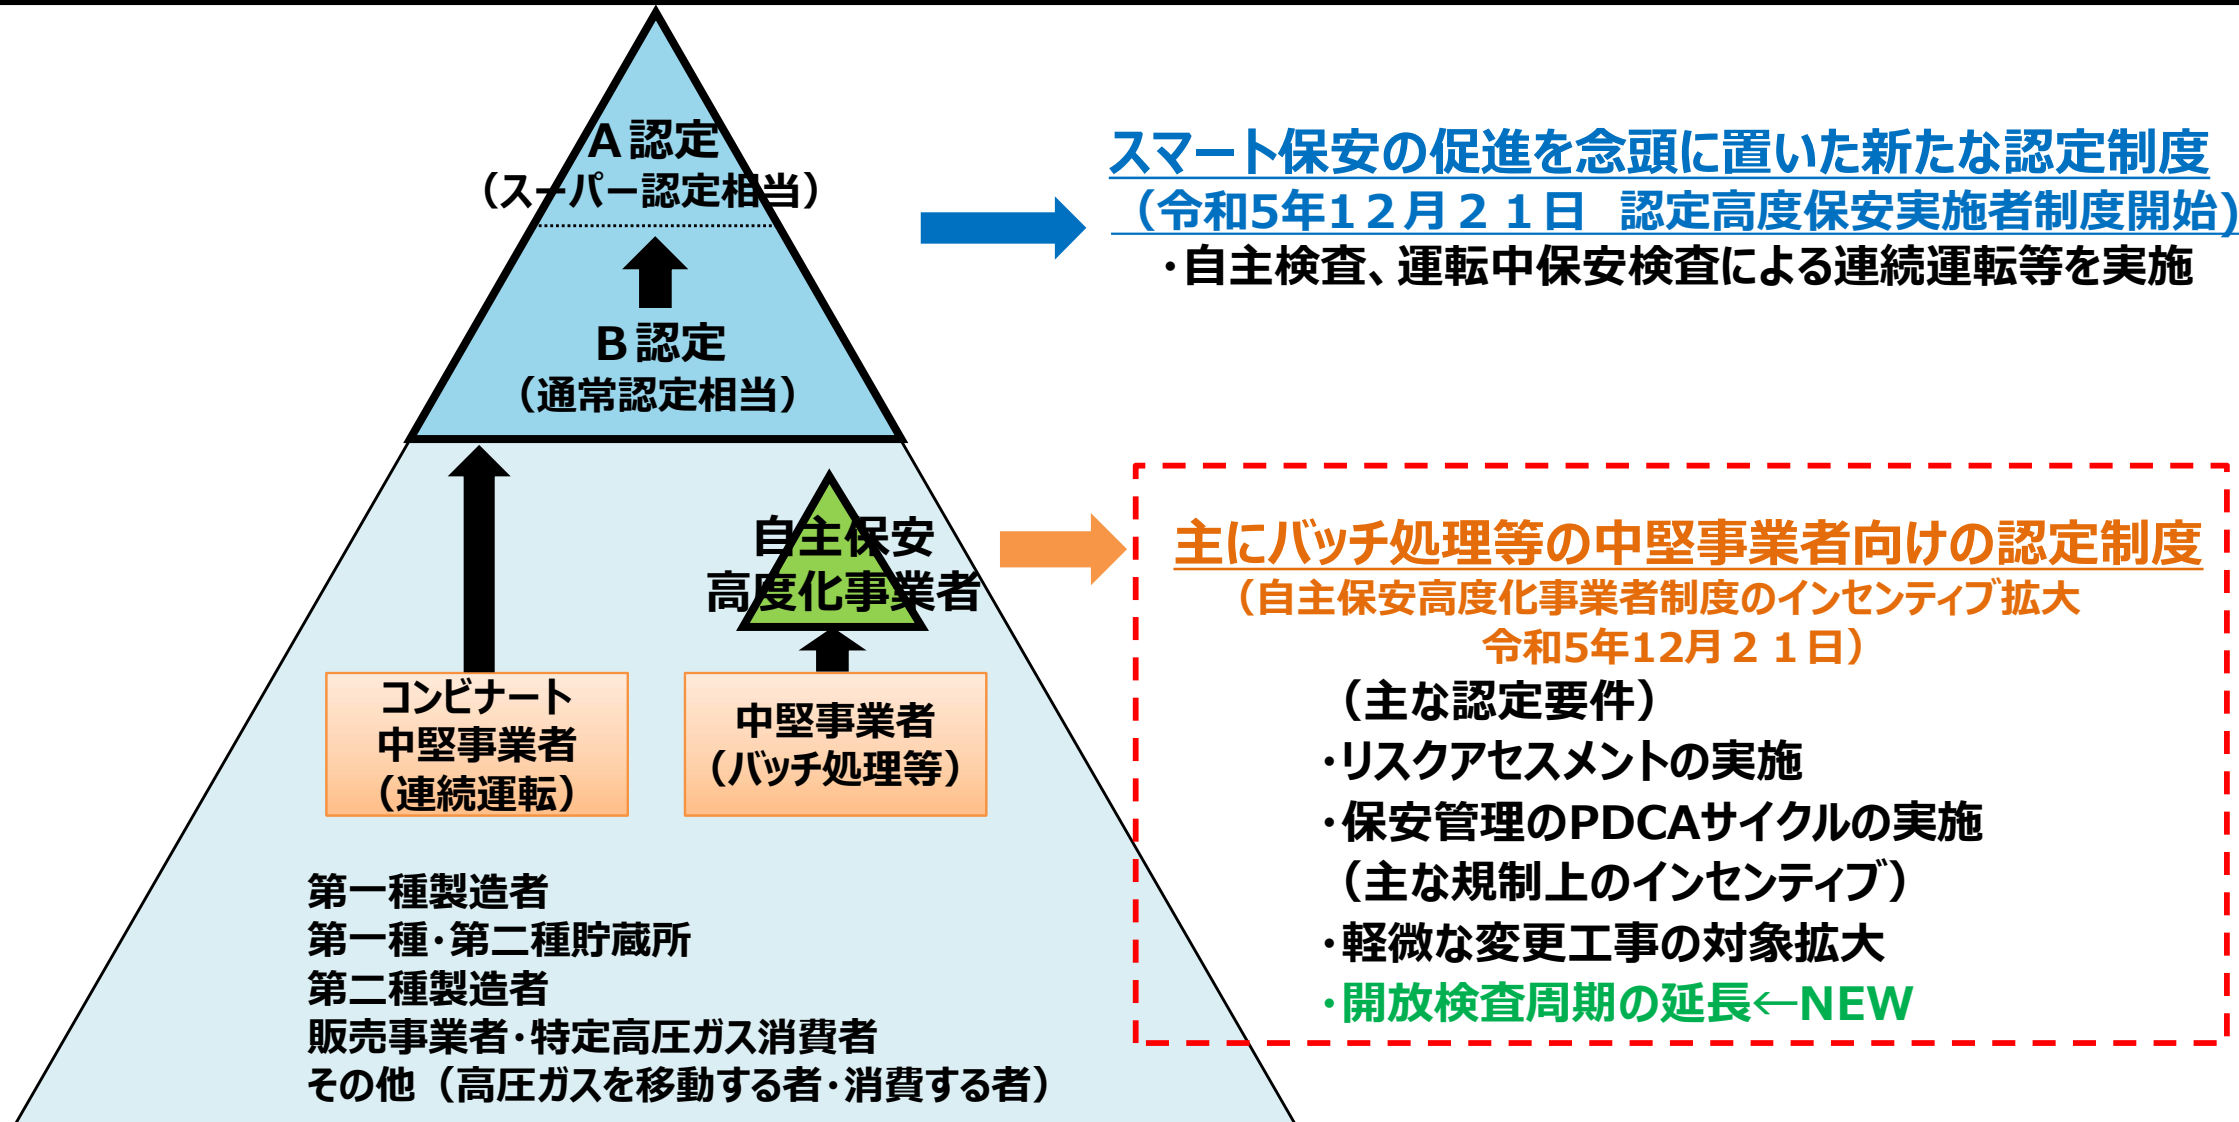 A認定
（スーパー認定相当）
B認定
（通常認定相当）
自主保安
高度化事業者
コンビナート
中堅事業者
（連続運転）
中堅事業者
（バッチ処理等）
第一種製造者
第一種・第二種貯蔵所
第二種製造者
販売事業者・特定高圧ガス消費者
その他（高圧ガスを移動する者・消費する者）
スマート保安の促進を念頭に置いた新たな認定制度
（令和5年1２月２１日　認定高度保安実施者制度開始)
・自主検査、運転中保安検査による連続運転等を実施
主にバッチ処理等の中堅事業者向けの認定制度
（自主保安高度化事業者制度のインセンティブ拡大
令和5年12月２１日）
（主な認定要件）
・リスクアセスメントの実施
・保安管理のPDCAサイクルの実施
（主な規制上のインセンティブ）
・軽微な変更工事の対象拡大
・開放検査周期の延長←NEW